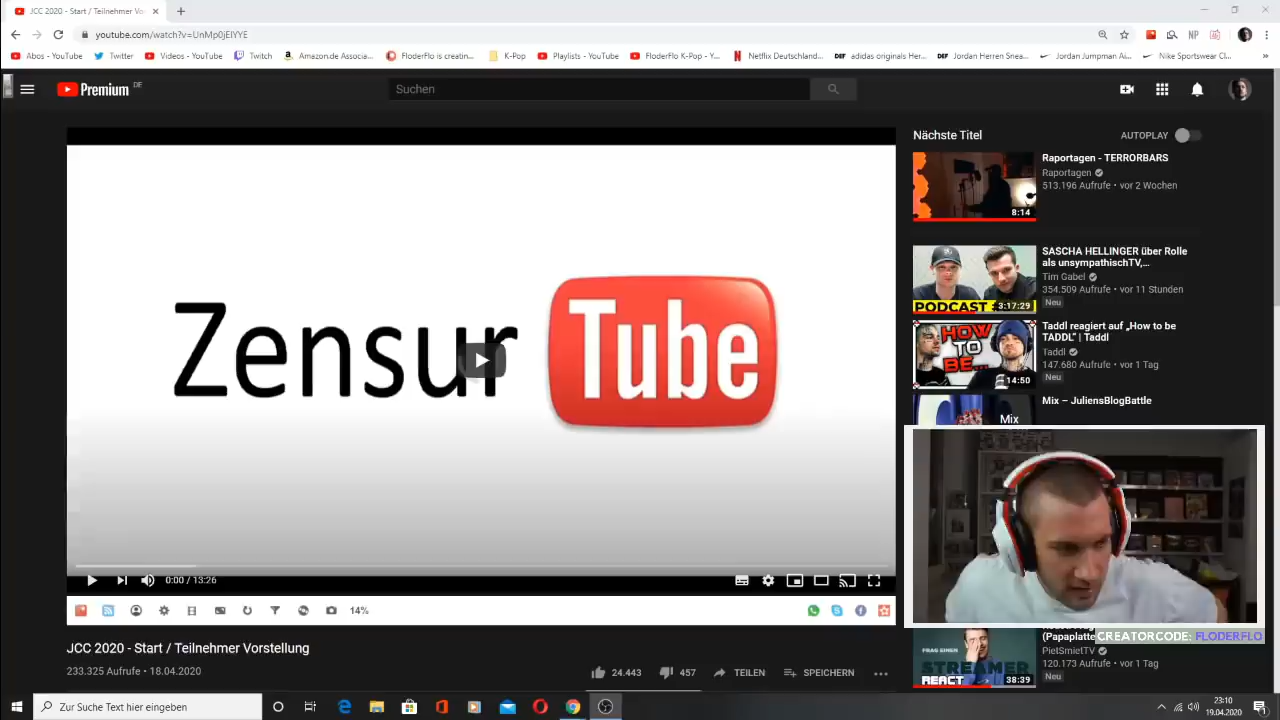 JCC 2020 - Start / Teilnehmer Vor
youtube.com/watch?v=UnMp0jEIYYE
Abos - YouTube
Twitter
Videos - YouTube
Twitch
Amazon.de Associa...
FloderFlo is creatin...
K-Pop
Playlists - YouTube
FloderFlo K-Pop - Y...
Netflix Deutschland...
adidas originals Her...
Jordan Herren Snea...
Jordan Jumpman Ai...
Nike Sportswear Cl...
Premium DE
Suchen
Zensur Tube
0:00 / 13:26
14%
JCC 2020 - Start / Teilnehmer Vorstellung
233.325 Aufrufe • 18.04.2020
24.443
457
TEILEN
SPEICHERN
Nächste Titel
AUTOPLAY
8:14
Raportagen - TERRORBARS
Raportagen
513.196 Aufrufe • vor 2 Wochen
PODCAST
3:17:29
SASCHA HELLINGER über Rolle
als unsympathischTV,...
Tim Gabel
354.509 Aufrufe • vor 11 Stunden
Neu
HOW
TO
BE...
14:50
Taddl reagiert auf „How to be
TADDL" | Taddl
Taddl
147.680 Aufrufe • vor 1 Tag
Neu
Mix
Mix – JuliensBlogBattle
CREATORCODE: FLODERFLO
FRAG EINEN
STREAMER
REACT
38:39
(Papaplatte
PietSmietTV
120.173 Aufrufe • vor 1 Tag
Neu
Zur Suche Text hier eingeben
23:10
19.04.2020